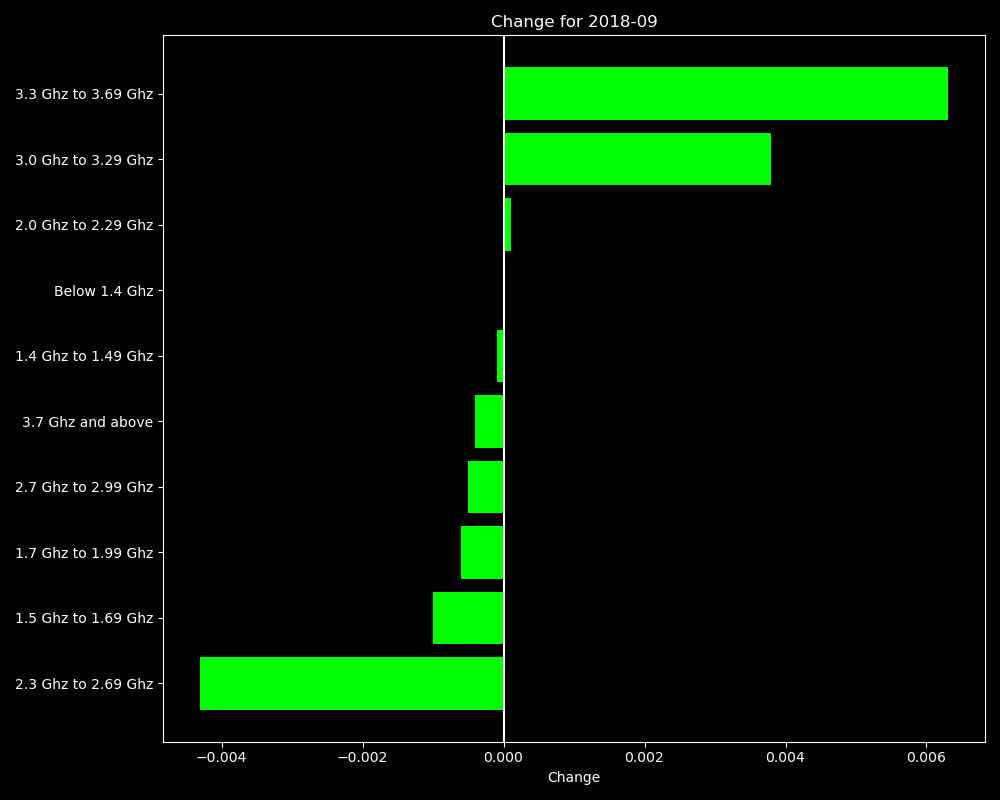 Change for 2018-09
3.3 Ghz to 3.69 Ghz
3.0 Ghz to 3.29 Ghz
2.0 Ghz to 2.29 Ghz
Below 1.4 Ghz
1.4 Ghz to 1.49 Ghz
3.7 Ghz and above
2.7 Ghz to 2.99 Ghz
1.7 Ghz to 1.99 Ghz
1.5 Ghz to 1.69 Ghz
2.3 Ghz to 2.69 Ghz
−0.004 −0.002 0.000 0.002 0.004 0.006
Change